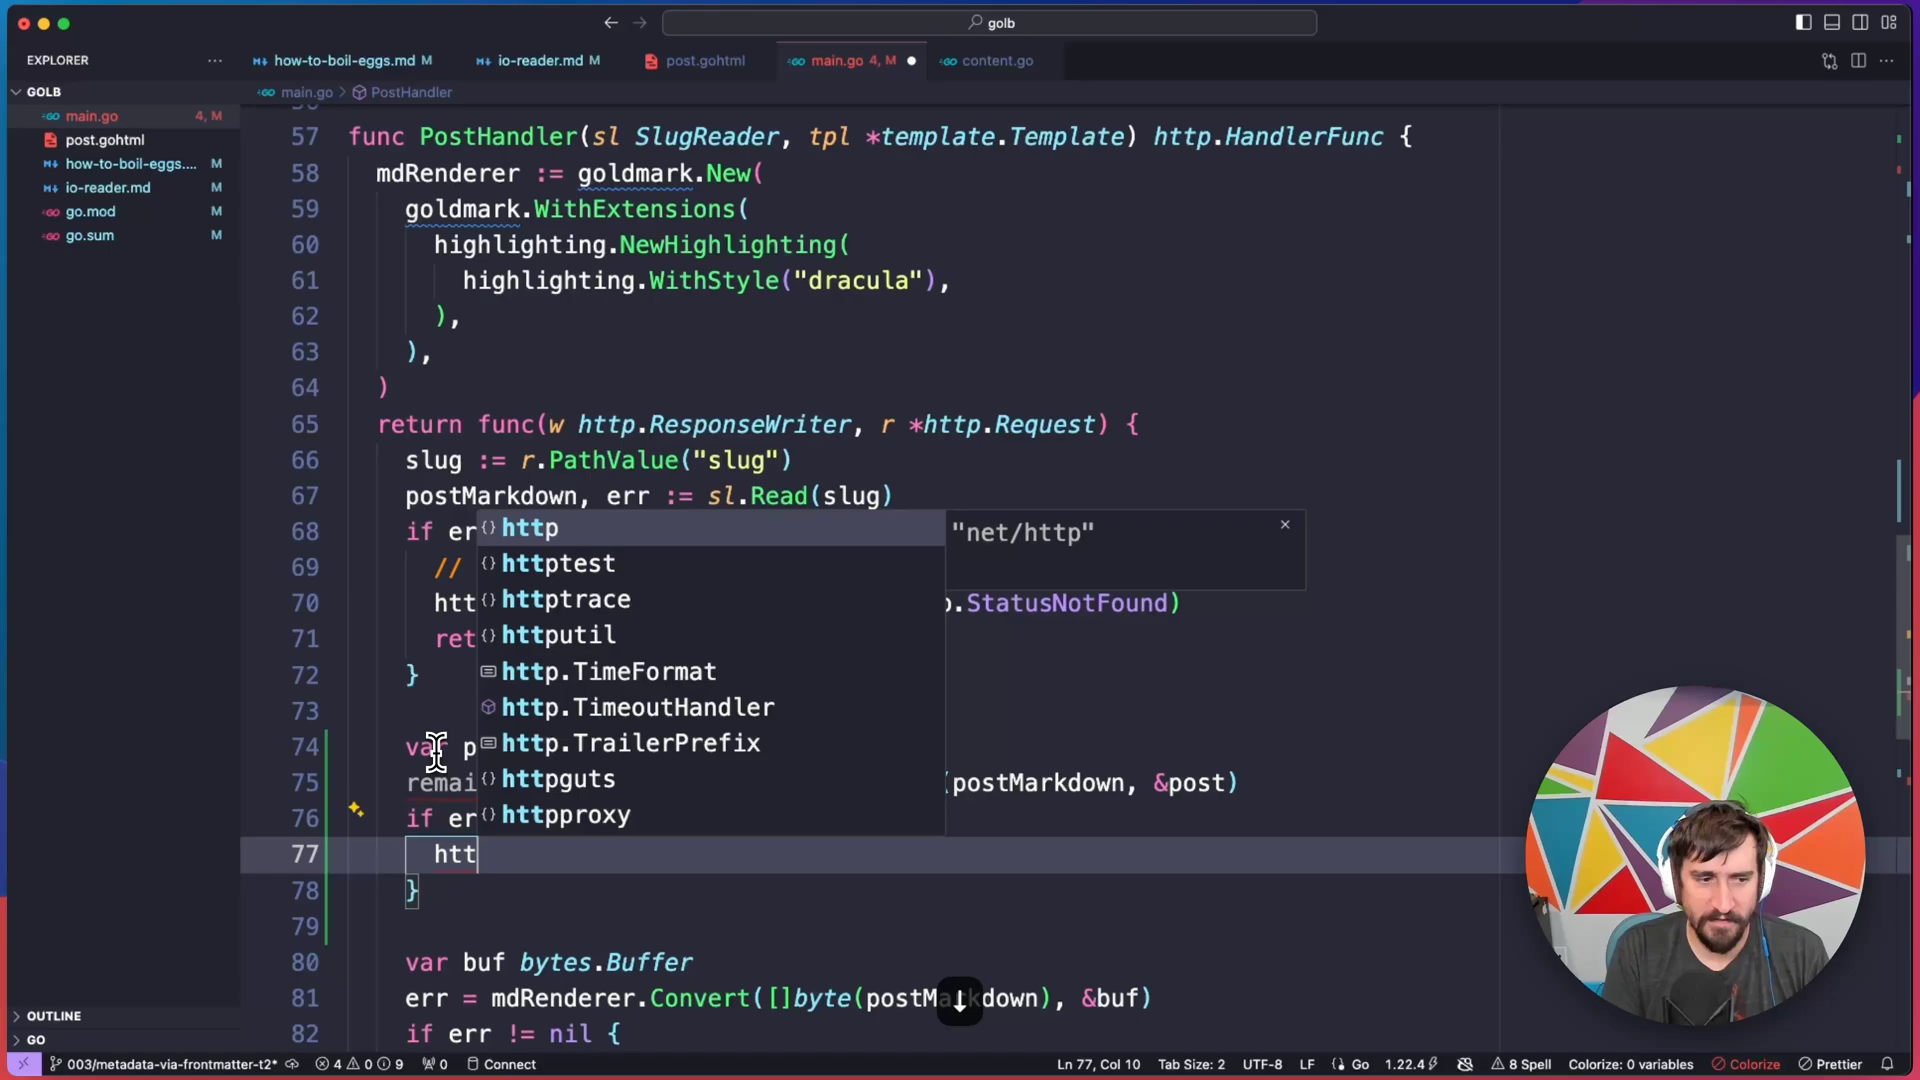 golb
EXPLORER
how-to-boil-eggs.md M
io-reader.md M
post.gohtml
main.go 4, M
content.go
GOLB
main.go 4, M
post.gohtml
how-to-boil-eggs.... M
io-reader.md M
go.mod M
go.sum M
OUTLINE
GO
main.go > PostHandler
57 func PostHandler(sl SlugReader, tpl *template.Template) http.HandlerFunc {
58 mdRenderer := goldmark.New(
59 goldmark.WithExtensions(
60 highlighting.NewHighlighting(
61 highlighting.WithStyle("dracula"),
62 ),
63 ),
64 )
65 return func(w http.ResponseWriter, r *http.Request) {
66 slug := r.PathValue("slug")
67 postMarkdown, err := sl.Read(slug)
68 if er
69 //
70 htt p.StatusNotFound)
71 ret
72 }
73
74 var p
75 remai (postMarkdown, &post)
76 if er
77 htt
78 }
79
80 var buf bytes.Buffer
81 err = mdRenderer.Convert([]byte(postMarkdown), &buf)
82 if err != nil {
http
"net/http"
httptest
httptrace
httputil
http.TimeFormat
http.TimeoutHandler
http.TrailerPrefix
httpguts
httpproxy
003/metadata-via-frontmatter-t2* 4 0 9 0 Connect
Ln 77, Col 10 Tab Size: 2 UTF-8 LF Go 1.22.4 8 Spell Colorize: 0 variables Colorize Prettier